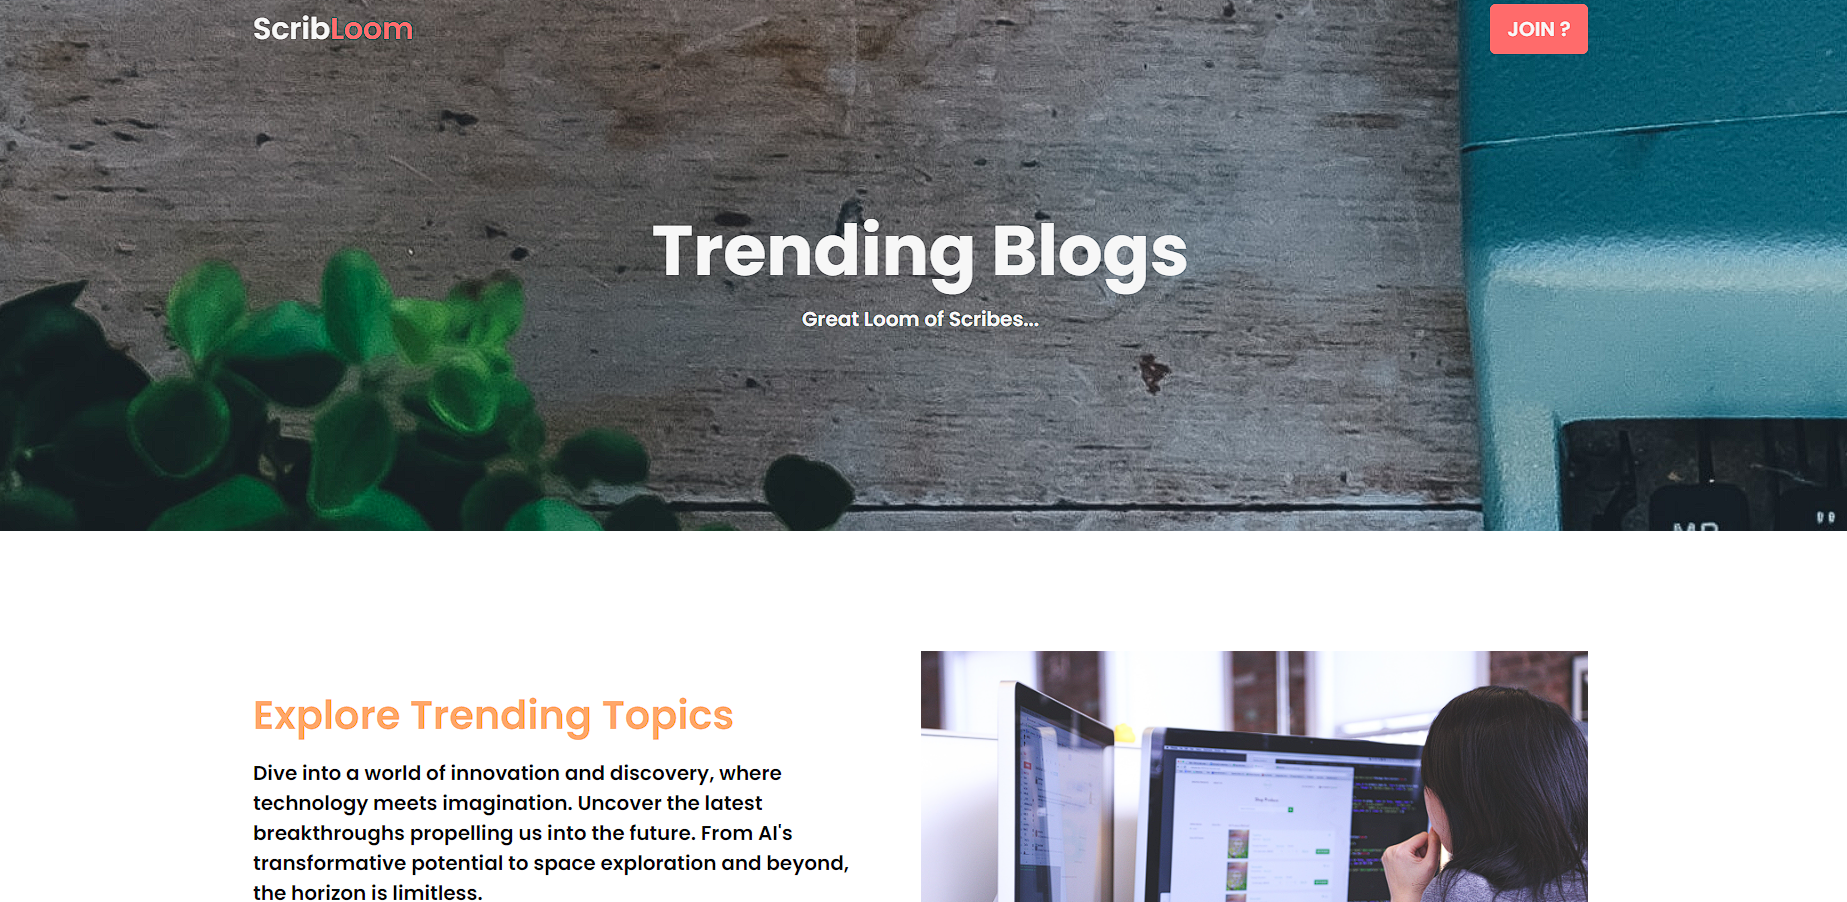 ScribLoom
JOIN ?
Trending Blogs
Great Loom of Scribes...
MR
Explore Trending Topics
Dive into a world of innovation and discovery, where
technology meets imagination. Uncover the latest
breakthroughs propelling us into the future. From AI's
transformative potential to space exploration and beyond,
the horizon is limitless.